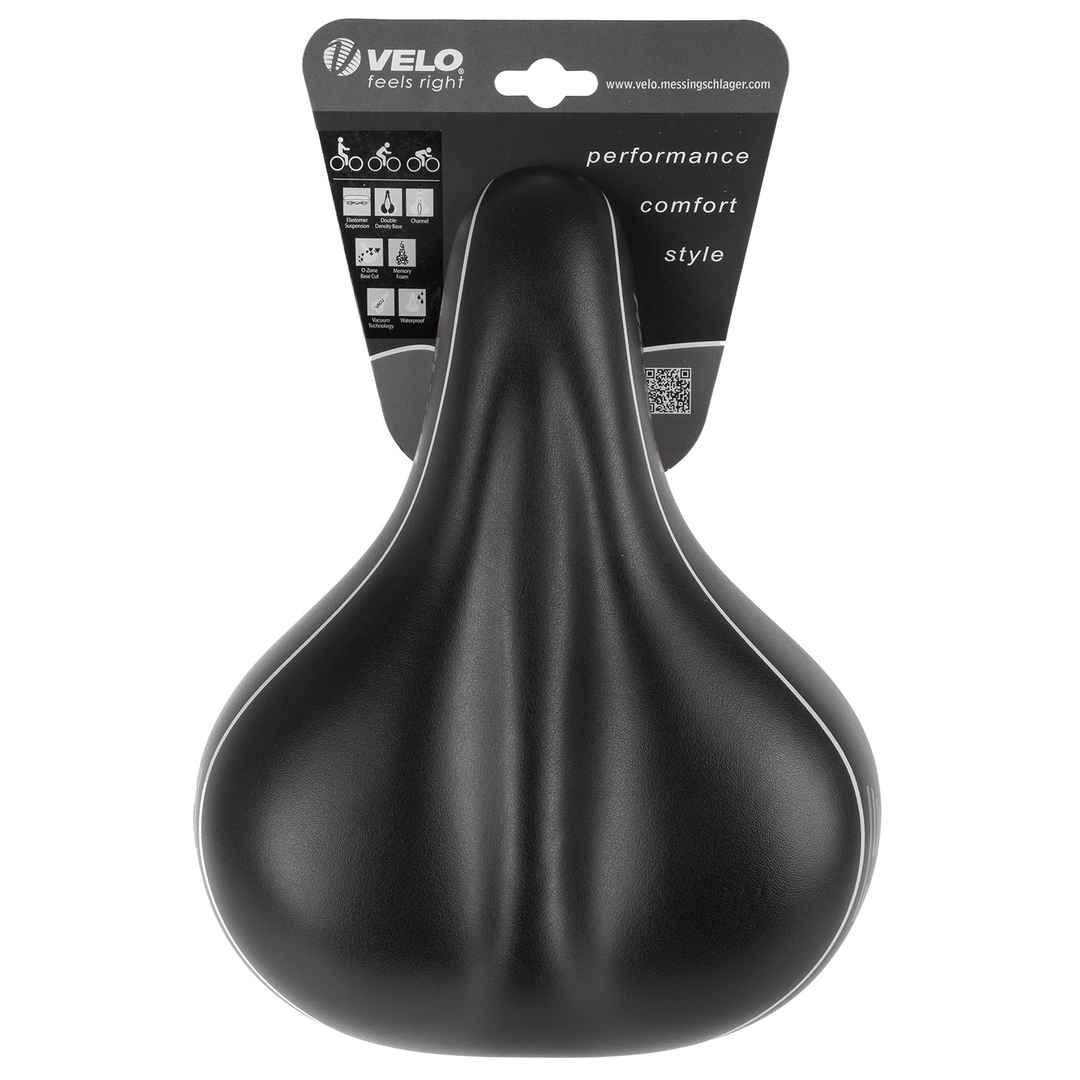 VELO®
feels right
www.velo.messingschlager.com
performance
comfort
style
Elastomer
Suspension
Double-
Density Base
Channel
O-Zone
Base Cut
Memory
Foam
Vacuum
Technology
Waterproof